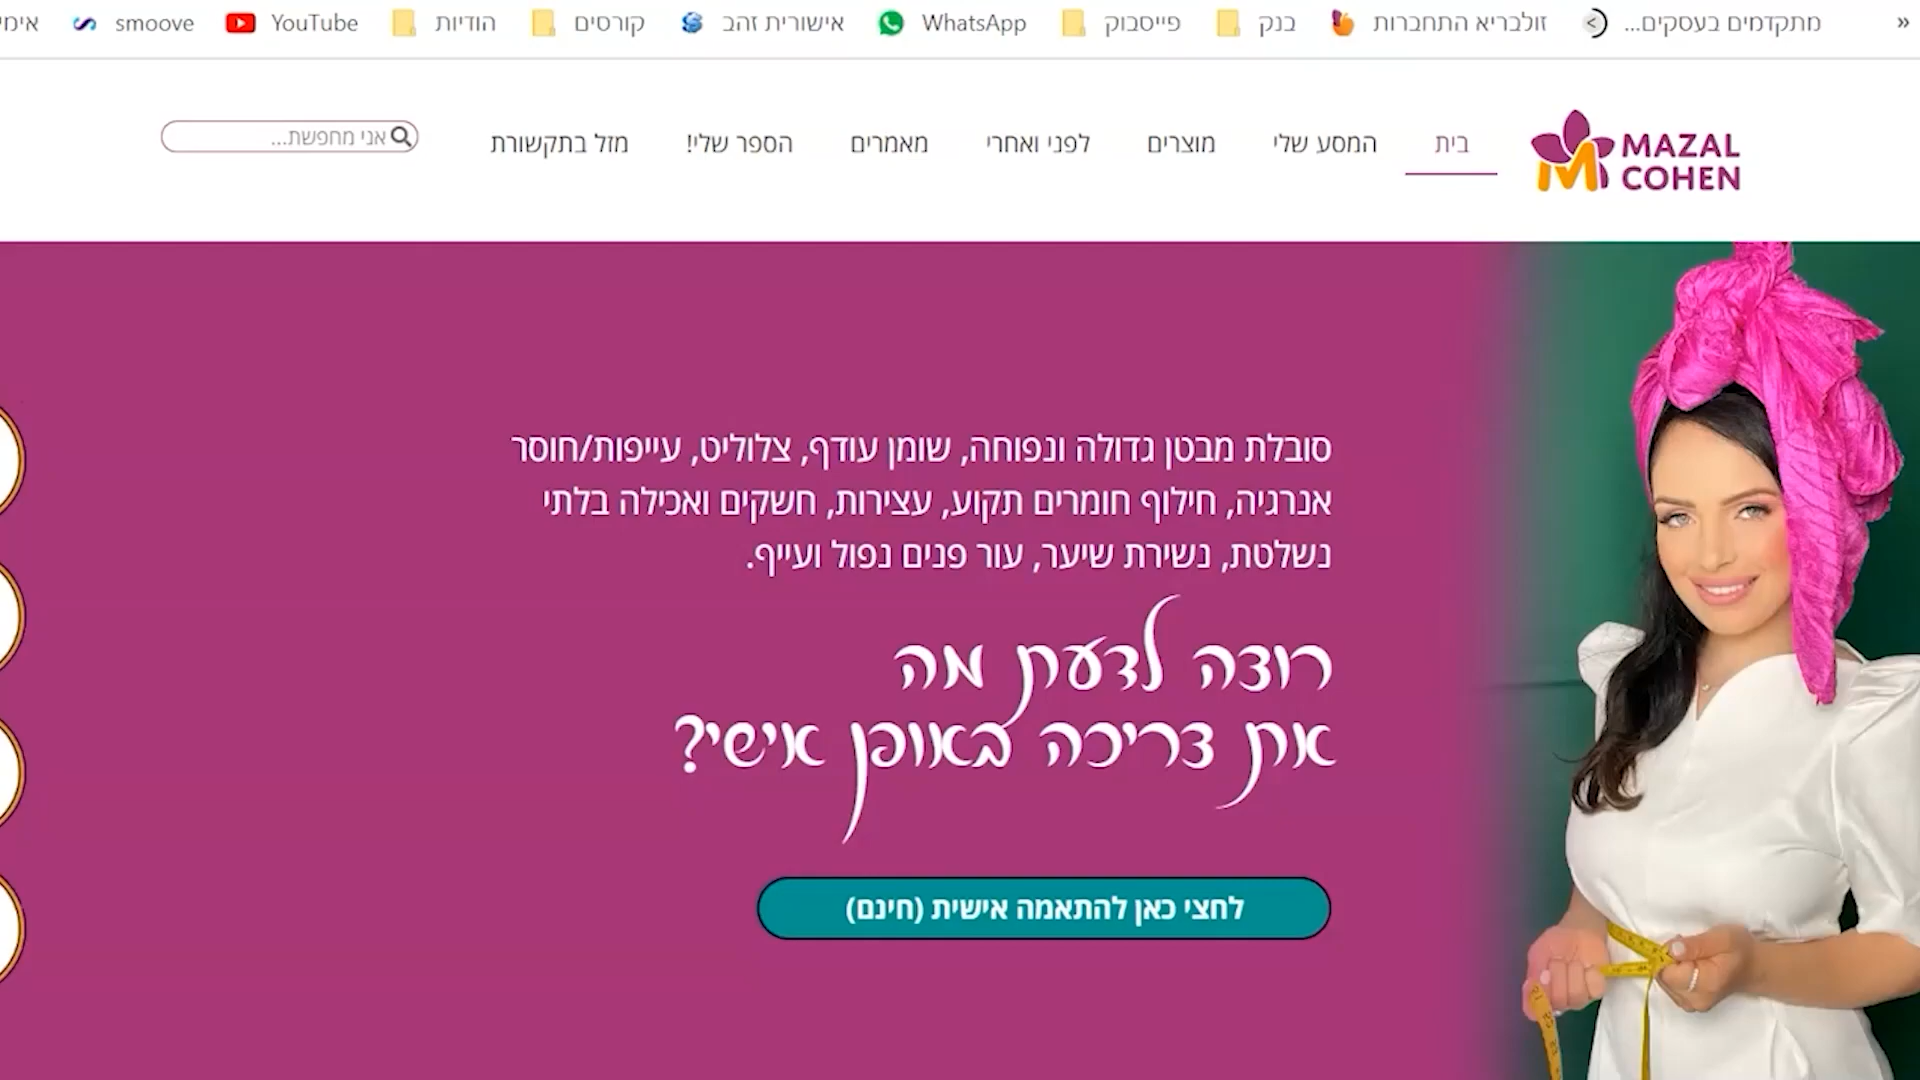 מתקדמים בעסקים...
זולבריא התחברות
בנק
פייסבוק
WhatsApp
אישורית זהב
קורסים
הודיות
YouTube
smoove
MAZAL
COHEN
בית
המסע שלי
מוצרים
לפני ואחרי
מאמרים
הספר שלי!
מזל בתקשורת
אני מחפשת...
סובלת מבטן גדולה ונפוחה, שומן עודף, צלוליט, עייפות/חוסר
אנרגיה, חילוף חומרים תקוע, עצירות, חשקים ואכילה בלתי
נשלטת, נשירת שיער, עור פנים נפול ועייף.
רוצה לדעת מה
את צריכה באופן אישי?
לחצי כאן להתאמה אישית (חינם)